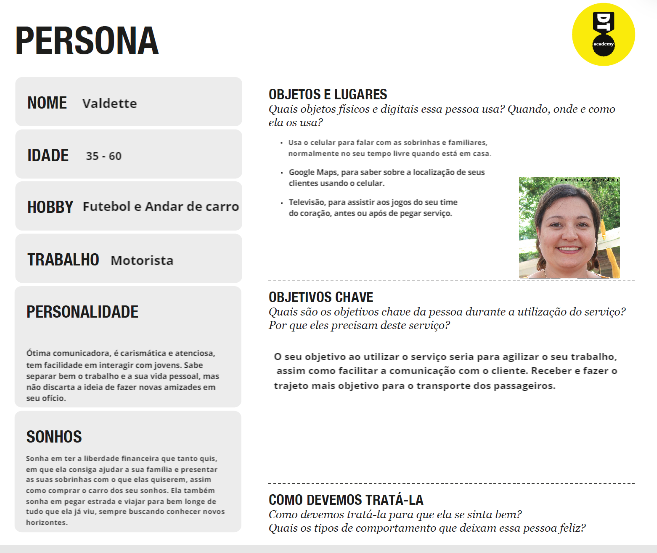 PERSONA
DT
academy
NOME Valdette
IDADE 35 - 60
HOBBY Futebol e Andar de carro
TRABALHO Motorista
PERSONALIDADE
Ótima comunicadora, é carismática e atenciosa,
tem facilidade em interagir com jovens. Sabe
separar bem o trabalho e a sua vida pessoal, mas
não discarta a ideia de fazer novas amizades em
seu ofício.
SONHOS
Sonha em ter a liberdade financeira que tanto quis,
em que ela consiga ajudar a sua família e presentar
as suas sobrinhas com o que elas quiserem, assim
como comprar o carro dos seu sonhos. Ela também
sonha em pegar estrada e viajar para bem longe de
tudo que ela já viu, sempre buscando conhecer novos
horizontes.
OBJETOS E LUGARES
Quais objetos físicos e digitais essa pessoa usa? Quando, onde e como
ela os usa?
• Usa o celular para falar com as sobrinhas e familiares,
normalmente no seu tempo livre quando está em casa.
• Google Maps, para saber sobre a localização de seus
clientes usando o celular.
• Televisão, para assistir aos jogos do seu time
do coração, antes ou após de pegar serviço.
OBJETIVOS CHAVE
Quais são os objetivos chave da pessoa durante a utilização do serviço?
Por que eles precisam deste serviço?
O seu objetivo ao utilizar o serviço seria para agilizar o seu trabalho,
assim como facilitar a comunicação com o cliente. Receber e fazer o
trajeto mais objetivo para o transporte dos passageiros.
COMO DEVEMOS TRATÁ-LA
Como devemos tratá-la para que ela se sinta bem?
Quais os tipos de comportamento que deixam essa pessoa feliz?